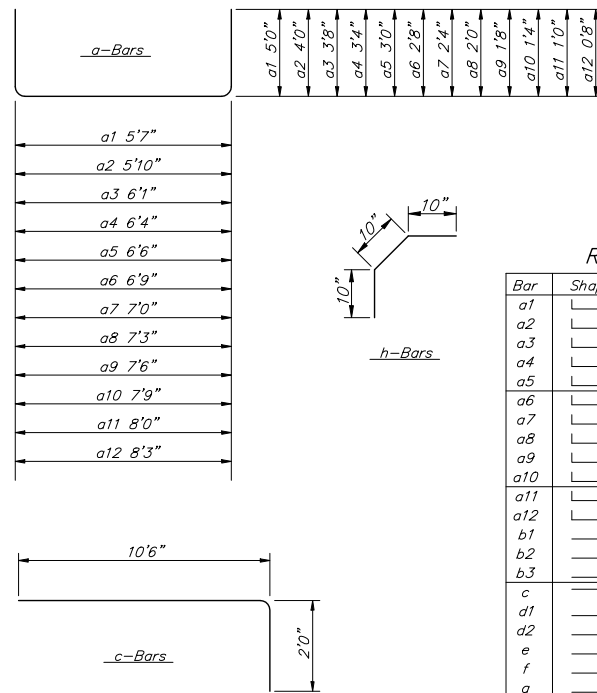 a-Bars
a1 5'0"
a2 4'0"
a3 3'8"
a4 3'4"
a5 3'0"
a6 2'8"
a7 2'4"
a8 2'0"
a9 1'8"
a10 1'4"
a11 1'0"
a12 0'8"
a1 5'7"
a2 5'10"
a3 6'1"
a4 6'4"
a5 6'6"
a6 6'9"
a7 7'0"
a8 7'3"
a9 7'6"
a10 7'9"
a11 8'0"
a12 8'3"
10"
10"
10"
h-Bars
R
Bar Shap
a1
a2
a3
a4
a5
a6
a7
a8
a9
a10
a11
a12
b1
b2
b3
c
d1
d2
e
f
g
10'6"
2'0"
c-Bars